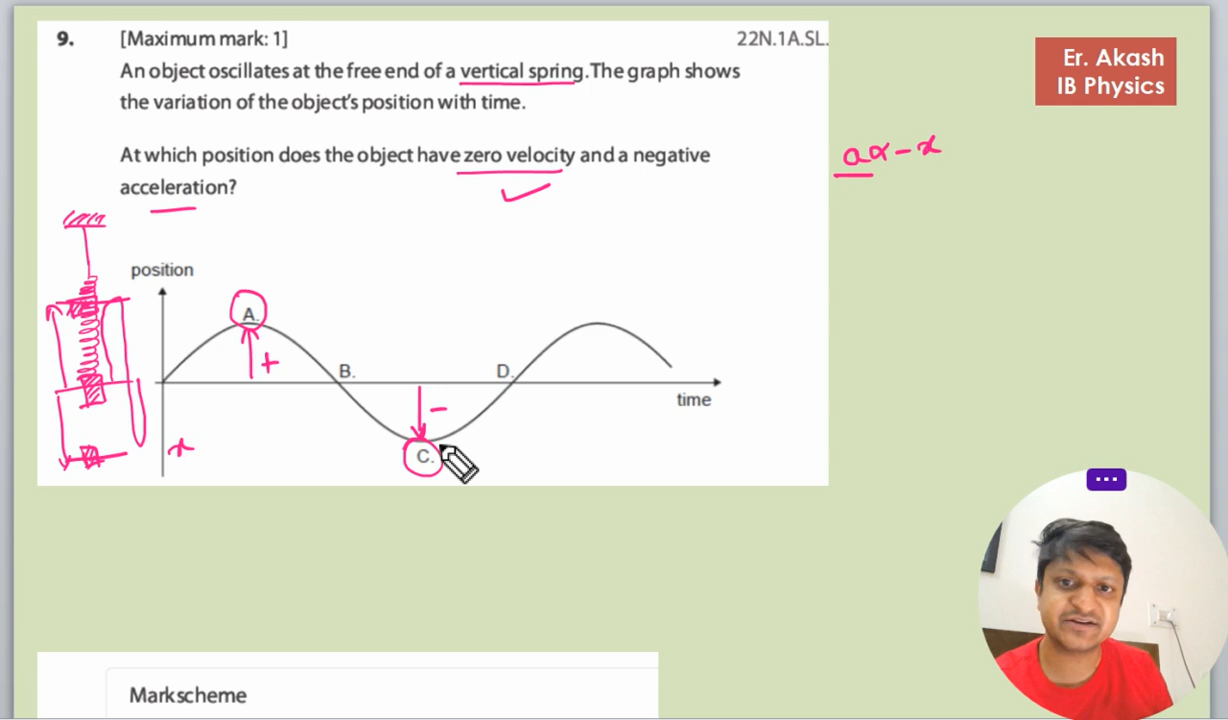 9. [Maximum mark: 1] 22N.1A.SL.
An object oscillates at the free end of a vertical spring. The graph shows
the variation of the object's position with time.
At which position does the object have zero velocity and a negative
acceleration?
Er. Akash
IB Physics
a α - x
position
A.
+
B.
D.
time
-
C.
x
Markscheme